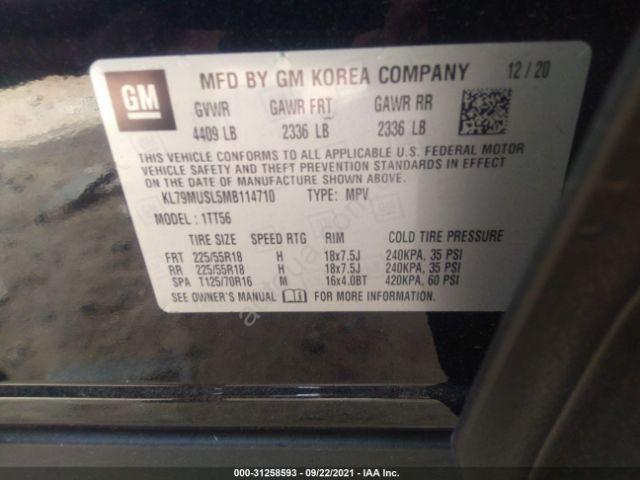 GM
MFD BY GM KOREA COMPANY 12/20
GVWR GAWR FRT GAWR RR
4409 LB 2336 LB 2336 LB
THIS VEHICLE CONFORMS TO ALL APPLICABLE U.S. FEDERAL MOTOR
VEHICLE SAFETY AND THEFT PREVENTION STANDARDS IN EFFECT
ON THE DATE OF MANUFACTURE SHOWN ABOVE.
KL79MUSL5MB114710 TYPE: MPV
MODEL: 1TT56
TIRE SIZE SPEED RTG RIM COLD TIRE PRESSURE
FRT 225/55R18 H 18x7.5J 240KPA, 35 PSI
RR 225/55R18 H 18x7.5J 240KPA, 35 PSI
SPA T125/70R16 M 16x4.0BT 420KPA, 60 PSI
SEE OWNER'S MANUAL FOR MORE INFORMATION.
000-31258593 - 09/22/2021 - IAA Inc.